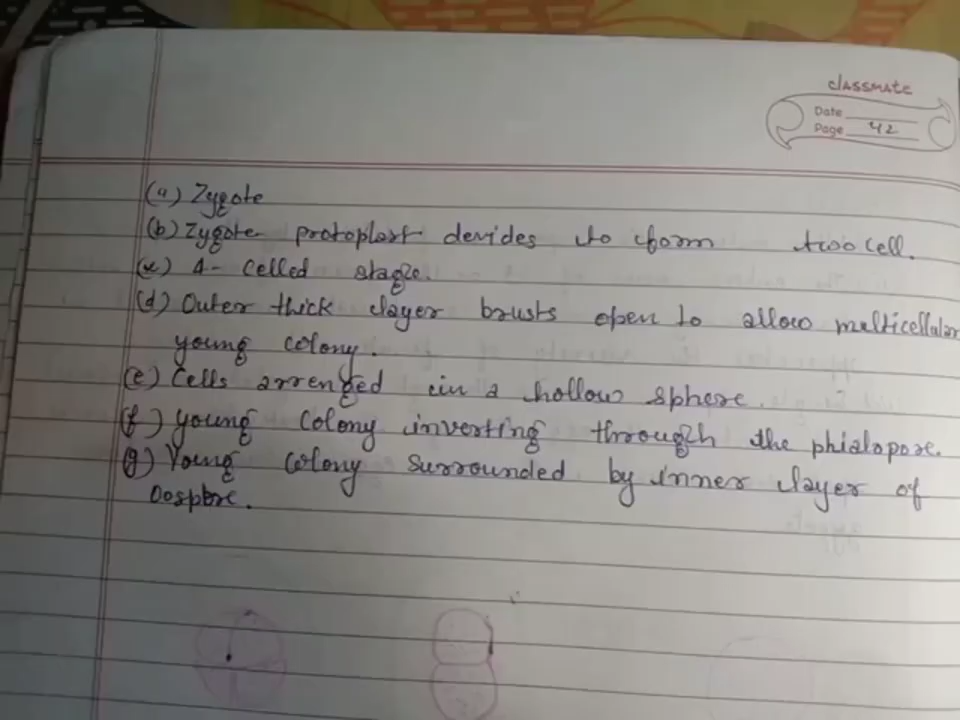 classmate
Date
Page 42
(a) Zygote
(b) Zygote protoplast devides to form two cell.
(c) 4- celled stage.
(d) Outer thick layer brusts open to allow multicellular
young colony.
(e) Cells arrenged in a hollow sphere.
(f) young colony inverting through the phialopore.
(g) Young colony surrounded by inner layer of
Oospore.